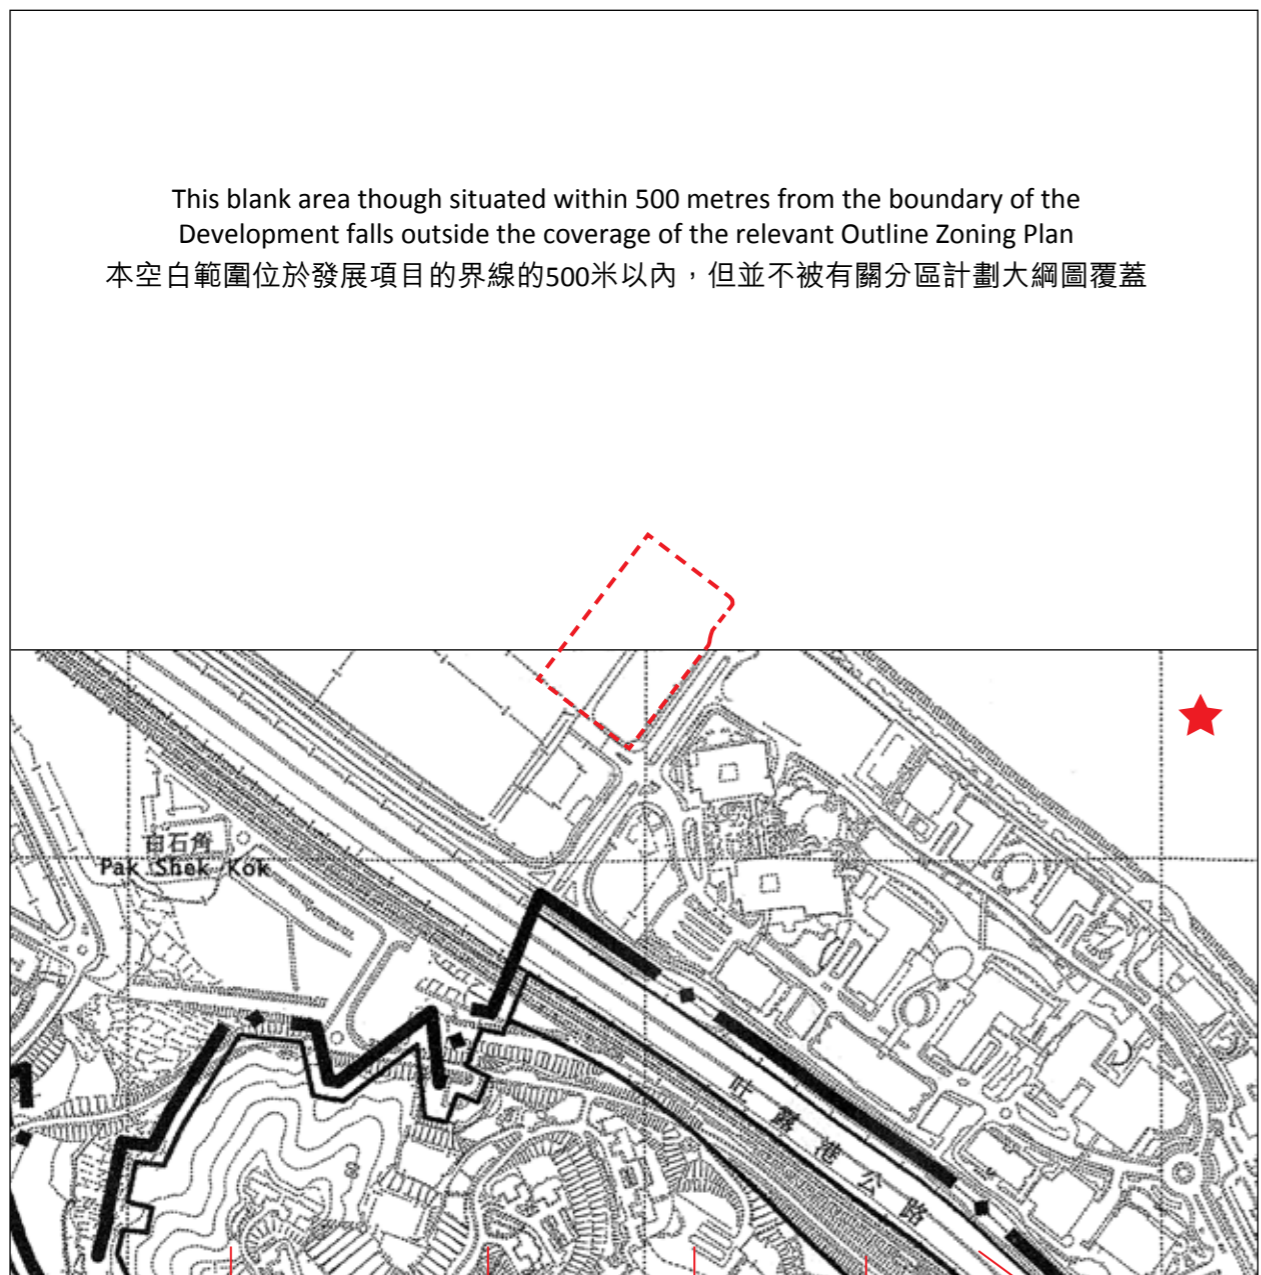 This blank area though situated within 500 metres from the boundary of the
Development falls outside the coverage of the relevant Outline Zoning Plan
本空白範圍位於發展項目的界線的500米以內，但並不被有關分區計劃大綱圖覆蓋
白石角
Pak Shek Kok
吐露港公路